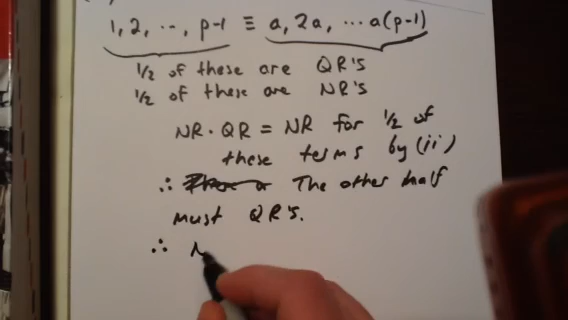 1, 2, ..., p-1 ≡ a, 2a, ... a(p-1)
1/2 of these are QR's
1/2 of these are NR's
NR · QR = NR for 1/2 of
these terms by (ii)
∴ The other half
must QR's.
∴ N